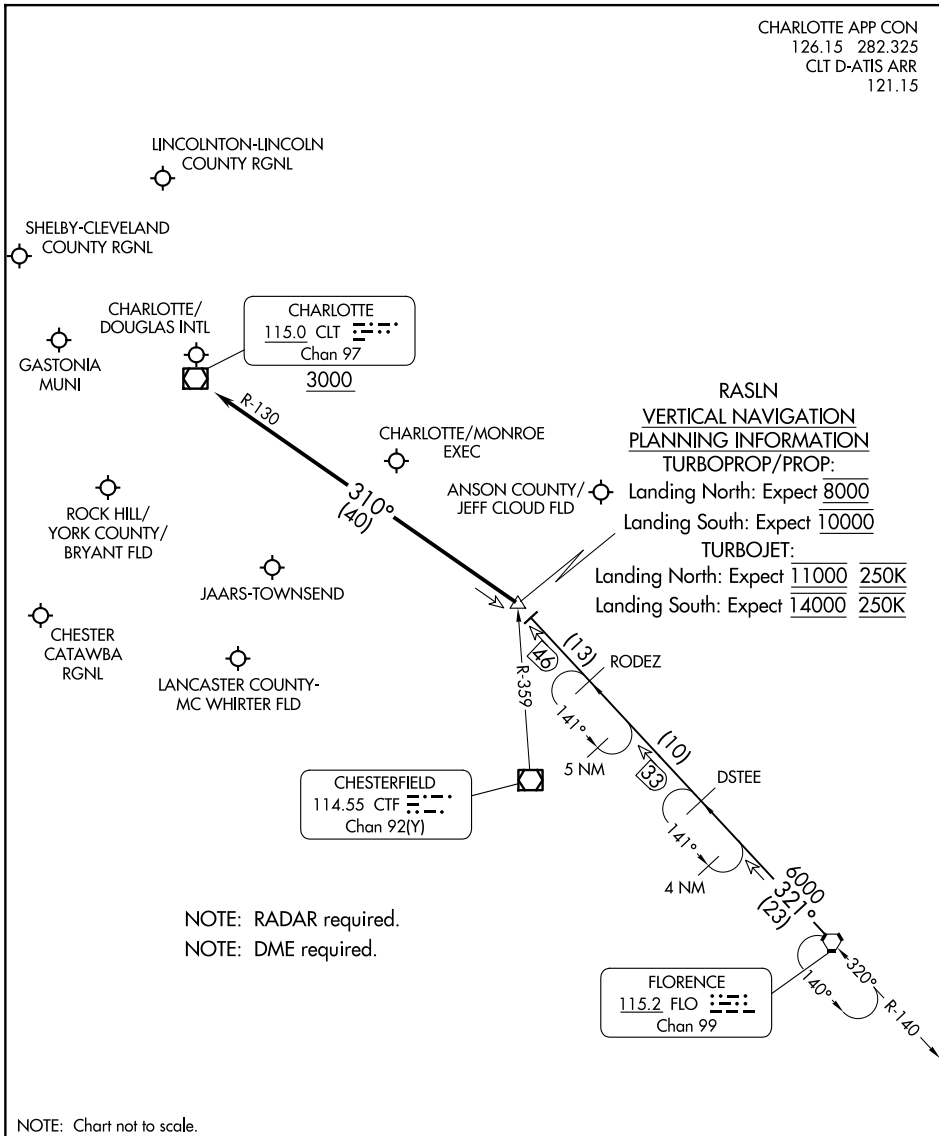 CHARLOTTE APP CON
126.15 282.325
CLT D-ATIS ARR
121.15
LINCOLNTON-LINCOLN
COUNTY RGNL
SHELBY-CLEVELAND
COUNTY RGNL
CHARLOTTE/
DOUGLAS INTL
CHARLOTTE
115.0 CLT
Chan 97
3000
GASTONIA
MUNI
R-130
RASLN
VERTICAL NAVIGATION
PLANNING INFORMATION
TURBOPROP/PROP:
Landing North: Expect 8000
Landing South: Expect 10000
TURBOJET:
Landing North: Expect 11000 250K
Landing South: Expect 14000 250K
CHARLOTTE/MONROE
EXEC
ANSON COUNTY/
JEFF CLOUD FLD
310°
(40)
ROCK HILL/
YORK COUNTY/
BRYANT FLD
JAARS-TOWNSEND
CHESTER
CATAWBA
RGNL
LANCASTER COUNTY-
MC WHIRTER FLD
(13)
46
RODEZ
R-359
141°
5 NM
(10)
33
DSTEE
CHESTERFIELD
114.55 CTF
Chan 92(Y)
141°
4 NM
6000
321°
(23)
NOTE: RADAR required.
NOTE: DME required.
FLORENCE
115.2 FLO
Chan 99
140°
320°
R-140
NOTE: Chart not to scale.